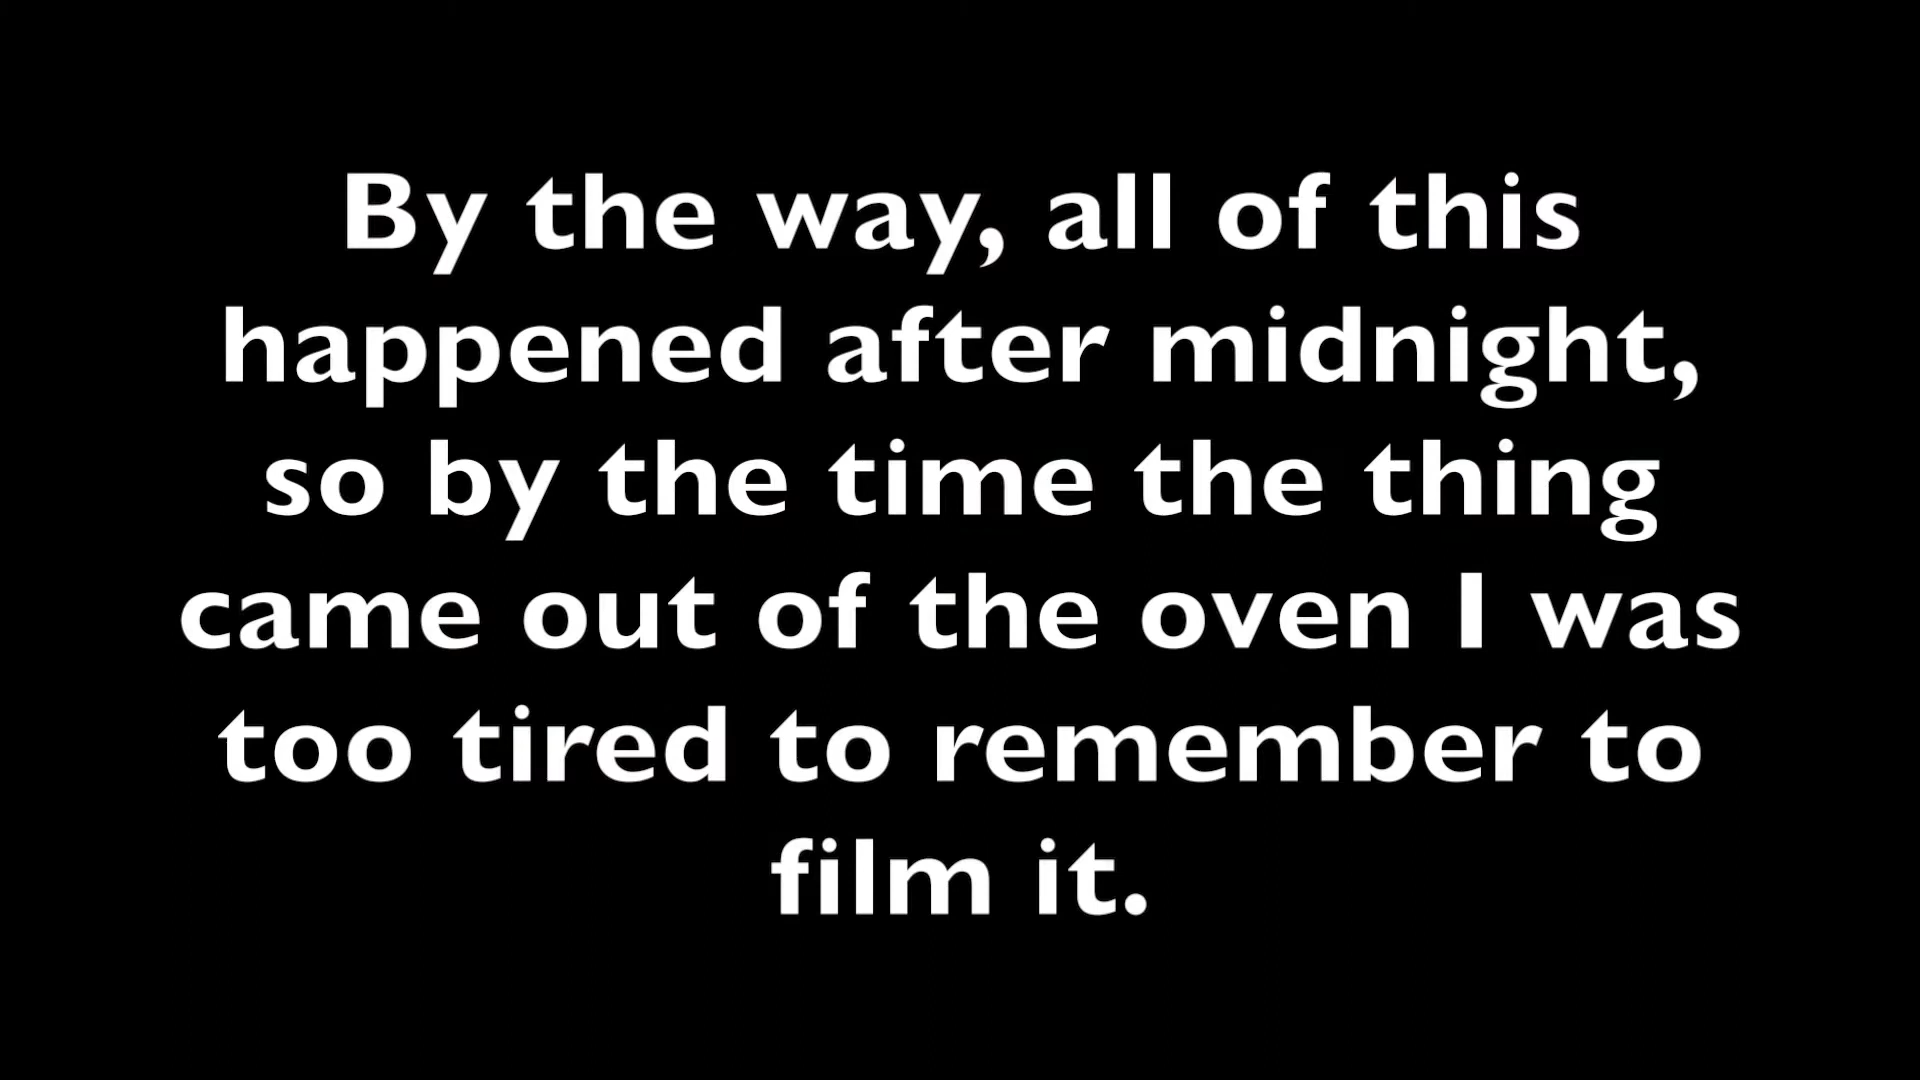 By the way, all of this
happened after midnight,
so by the time the thing
came out of the oven I was
too tired to remember to
film it.